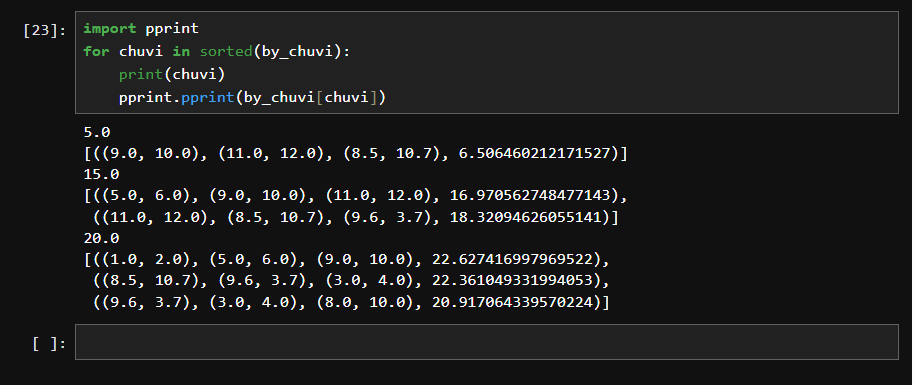 [23]:
import pprint
for chuvi in sorted(by_chuvi):
    print(chuvi)
    pprint.pprint(by_chuvi[chuvi])
5.0
[((9.0, 10.0), (11.0, 12.0), (8.5, 10.7), 6.506460212171527)]
15.0
[((5.0, 6.0), (9.0, 10.0), (11.0, 12.0), 16.970562748477143),
 ((11.0, 12.0), (8.5, 10.7), (9.6, 3.7), 18.32094626055141)]
20.0
[((1.0, 2.0), (5.0, 6.0), (9.0, 10.0), 22.627416997969522),
 ((8.5, 10.7), (9.6, 3.7), (3.0, 4.0), 22.361049331994053),
 ((9.6, 3.7), (3.0, 4.0), (8.0, 10.0), 20.917064339570224)]
[ ]: